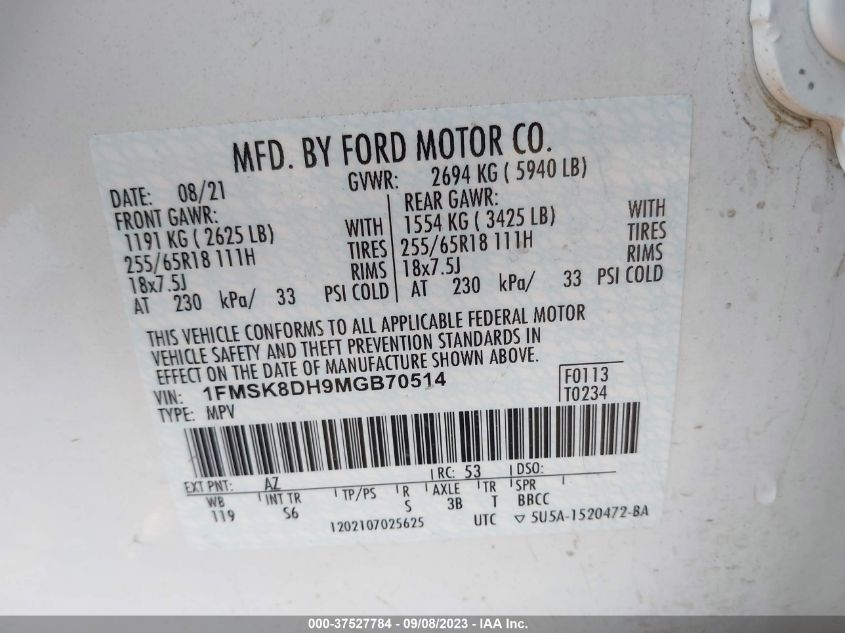 MFD. BY FORD MOTOR CO.
DATE: 08/21 GVWR: 2694 KG ( 5940 LB)
FRONT GAWR:
1191 KG ( 2625 LB) WITH
255/65R18 111H TIRES
18x7.5J RIMS
AT 230 kPa/ 33 PSI COLD
REAR GAWR:
1554 KG ( 3425 LB) WITH
255/65R18 111H TIRES
18x7.5J RIMS
AT 230 kPa/ 33 PSI COLD
THIS VEHICLE CONFORMS TO ALL APPLICABLE FEDERAL MOTOR
VEHICLE SAFETY AND THEFT PREVENTION STANDARDS IN
EFFECT ON THE DATE OF MANUFACTURE SHOWN ABOVE.
VIN: 1FMSK8DH9MGB70514
TYPE: MPV
F0113
T0234
EXT PNT: AZ RC: 53 DSO:
WB INT TR TP/PS R AXLE TR SPR
119 S6 S 3B T BBCC
1202107025625 UTC ▽ 5U5A-1520472-BA
000-37527784 - 09/08/2023 - IAA Inc.